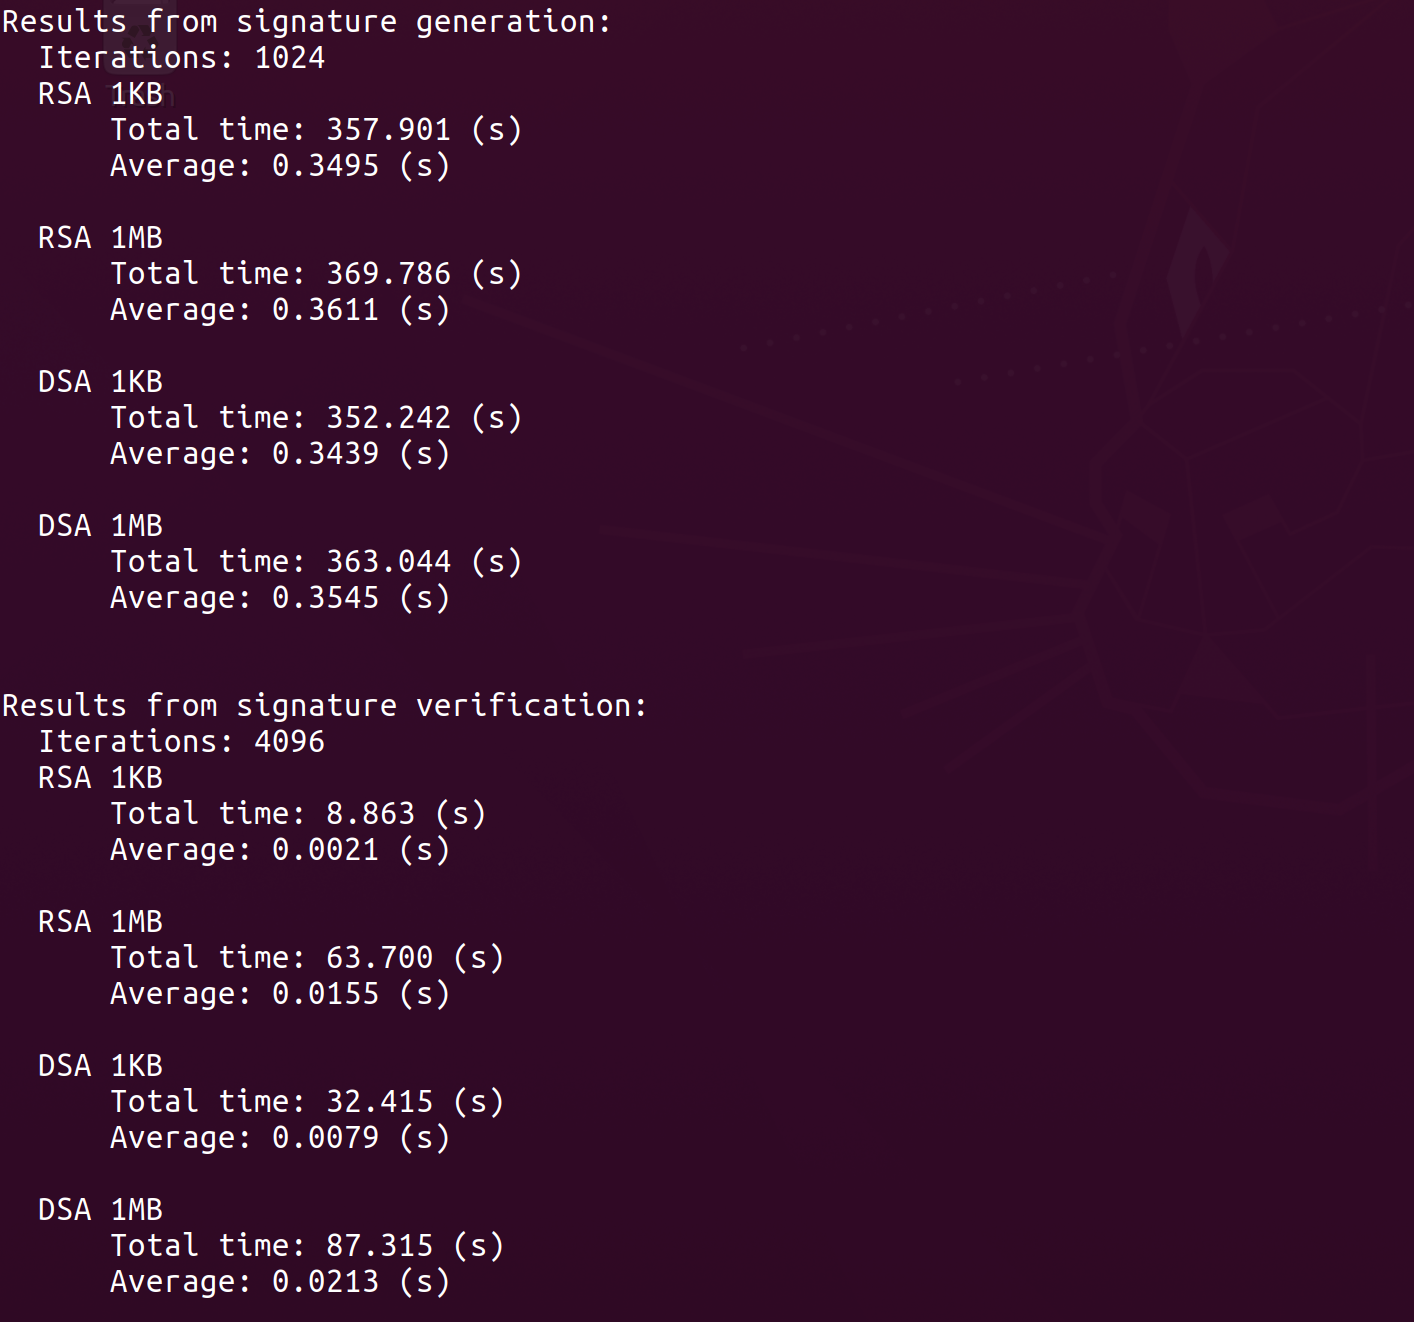 Results from signature generation:
Iterations: 1024
RSA 1KB
Total time: 357.901 (s)
Average: 0.3495 (s)
RSA 1MB
Total time: 369.786 (s)
Average: 0.3611 (s)
DSA 1KB
Total time: 352.242 (s)
Average: 0.3439 (s)
DSA 1MB
Total time: 363.044 (s)
Average: 0.3545 (s)
Results from signature verification:
Iterations: 4096
RSA 1KB
Total time: 8.863 (s)
Average: 0.0021 (s)
RSA 1MB
Total time: 63.700 (s)
Average: 0.0155 (s)
DSA 1KB
Total time: 32.415 (s)
Average: 0.0079 (s)
DSA 1MB
Total time: 87.315 (s)
Average: 0.0213 (s)